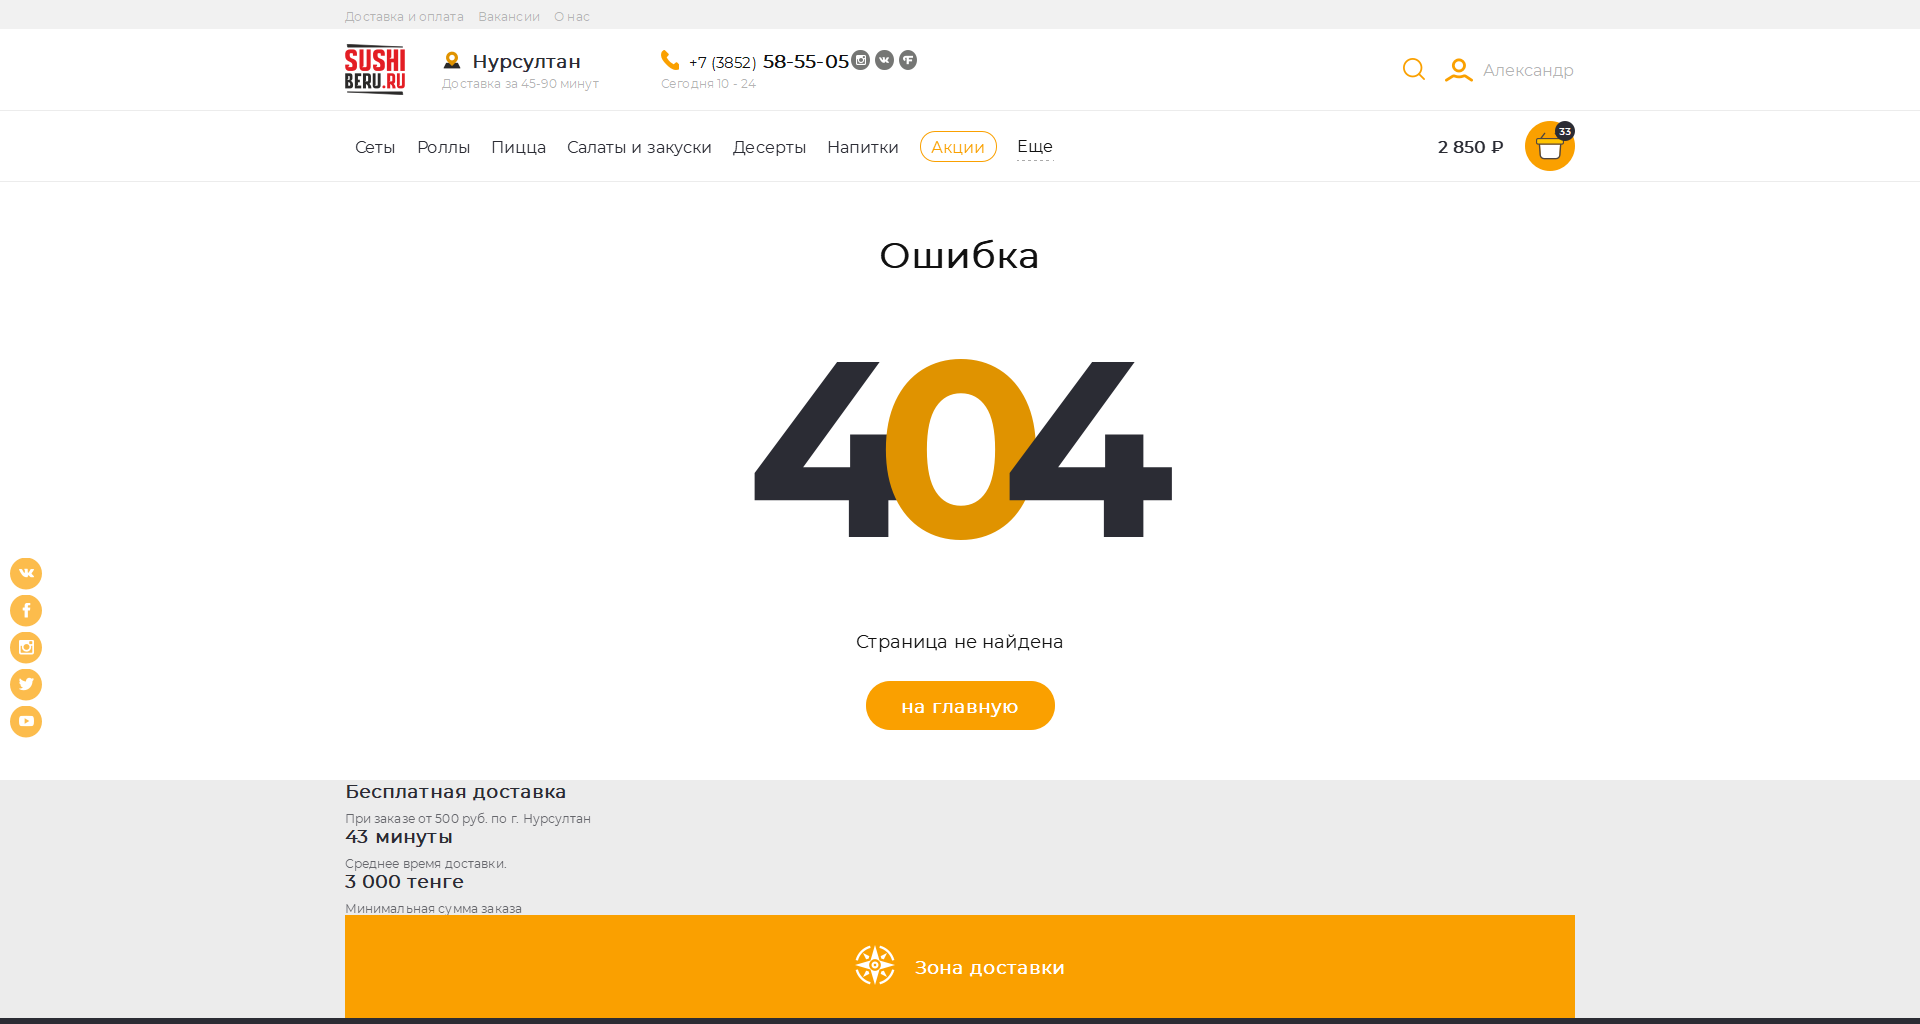 Доставка и оплата Вакансии О нас
SUSHI
BERU.RU
Нурсултан
Доставка за 45-90 минут
+7 (3852) 58-55-05
Сегодня 10 - 24
Александр
Сеты Роллы Пицца Салаты и закуски Десерты Напитки Акции Еще
2 850 ₽
33
Ошибка
404
Страница не найдена
на главную
Бесплатная доставка
При заказе от 500 руб. по г. Нурсултан
43 минуты
Среднее время доставки.
3 000 тенге
Минимальная сумма заказа
Зона доставки